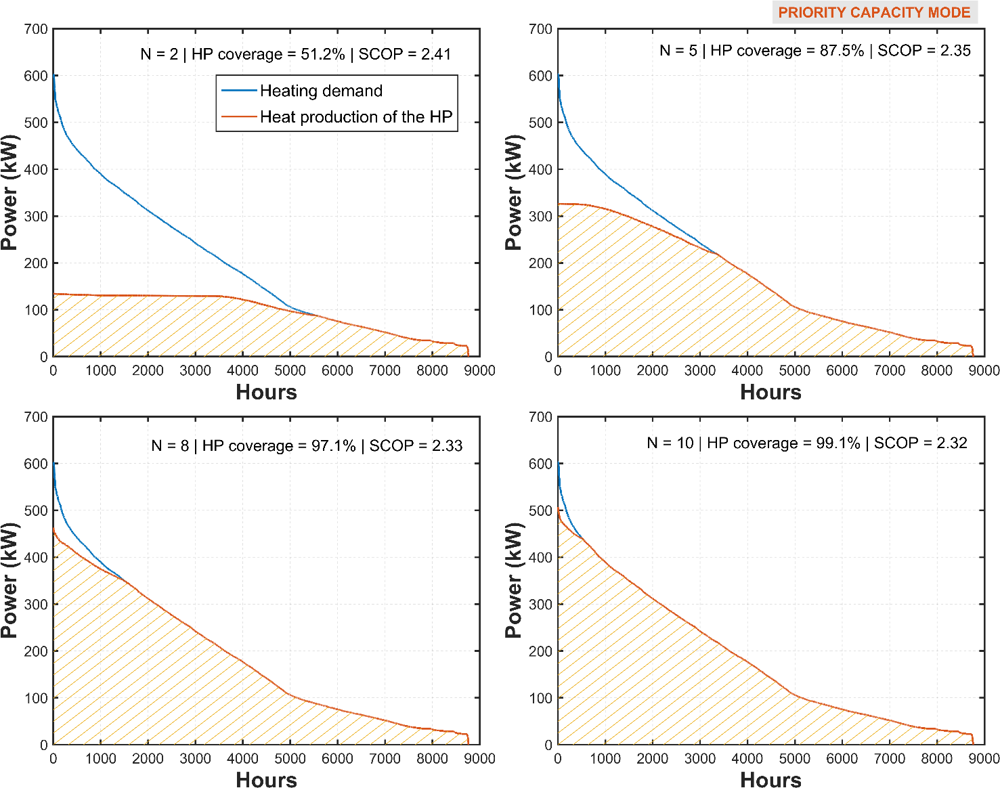 PRIORITY CAPACITY MODE
N = 2 | HP coverage = 51.2% | SCOP = 2.41
Heating demand
Heat production of the HP
700
600
500
400
300
200
100
0
Power (kW)
0 1000 2000 3000 4000 5000 6000 7000 8000 9000
Hours
N = 5 | HP coverage = 87.5% | SCOP = 2.35
700
600
500
400
300
200
100
0
Power (kW)
0 1000 2000 3000 4000 5000 6000 7000 8000 9000
Hours
N = 8 | HP coverage = 97.1% | SCOP = 2.33
700
600
500
400
300
200
100
0
Power (kW)
0 1000 2000 3000 4000 5000 6000 7000 8000 9000
Hours
N = 10 | HP coverage = 99.1% | SCOP = 2.32
700
600
500
400
300
200
100
0
Power (kW)
0 1000 2000 3000 4000 5000 6000 7000 8000 9000
Hours